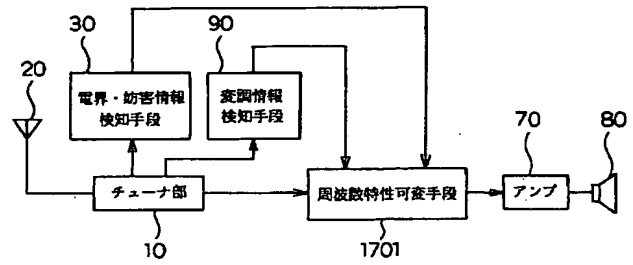 30
90
20
電界・妨害情報
検知手段
変調情報
検知手段
70
80
チューナ部
周波数特性可変手段
アンプ
10
1701